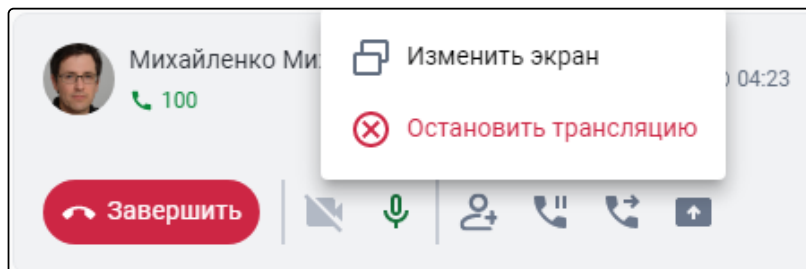 Михайленко Ми
100
Изменить экран
Остановить трансляцию
04:23
Завершить